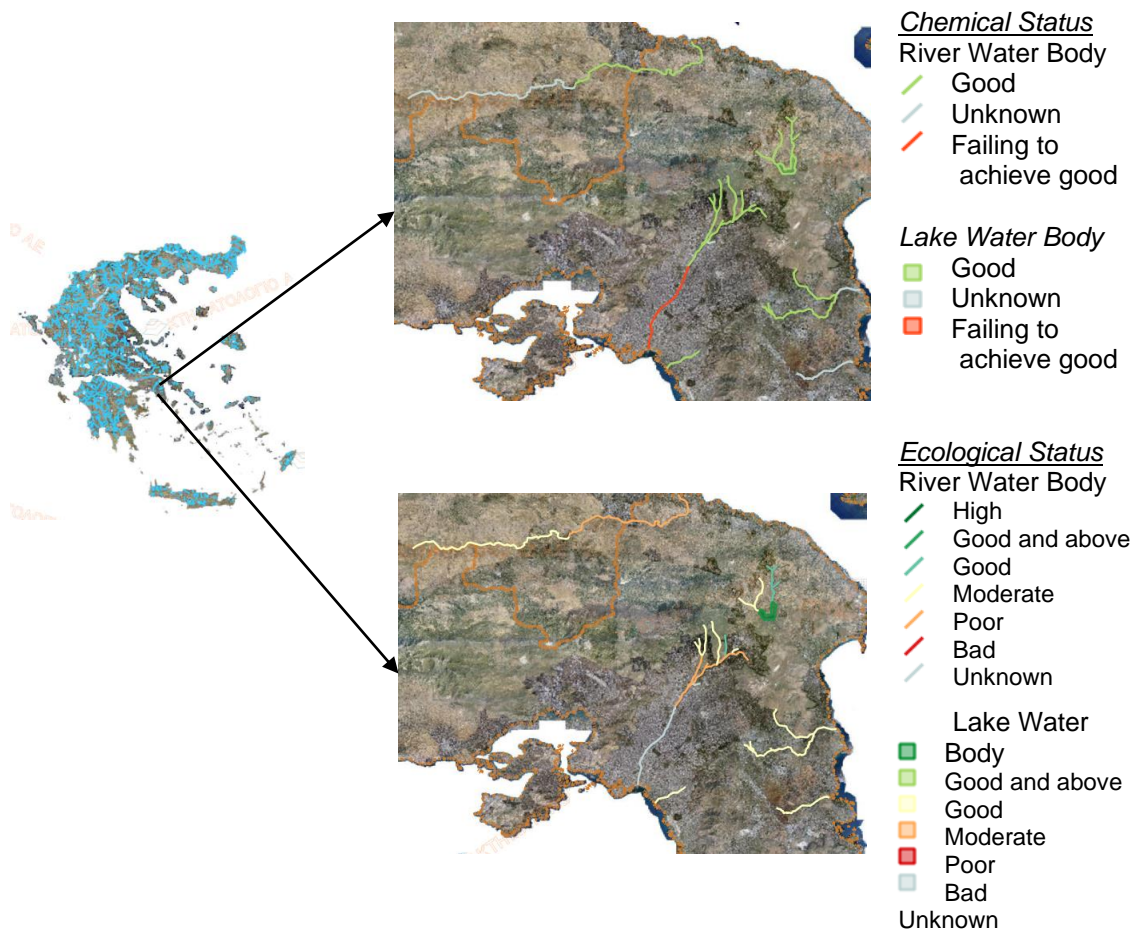 Chemical Status
River Water Body
Good
Unknown
Failing to
achieve good
Lake Water Body
Good
Unknown
Failing to
achieve good
Ecological Status
River Water Body
High
Good and above
Good
Moderate
Poor
Bad
Unknown
Lake Water
Body
Good and above
Good
Moderate
Poor
Bad
Unknown